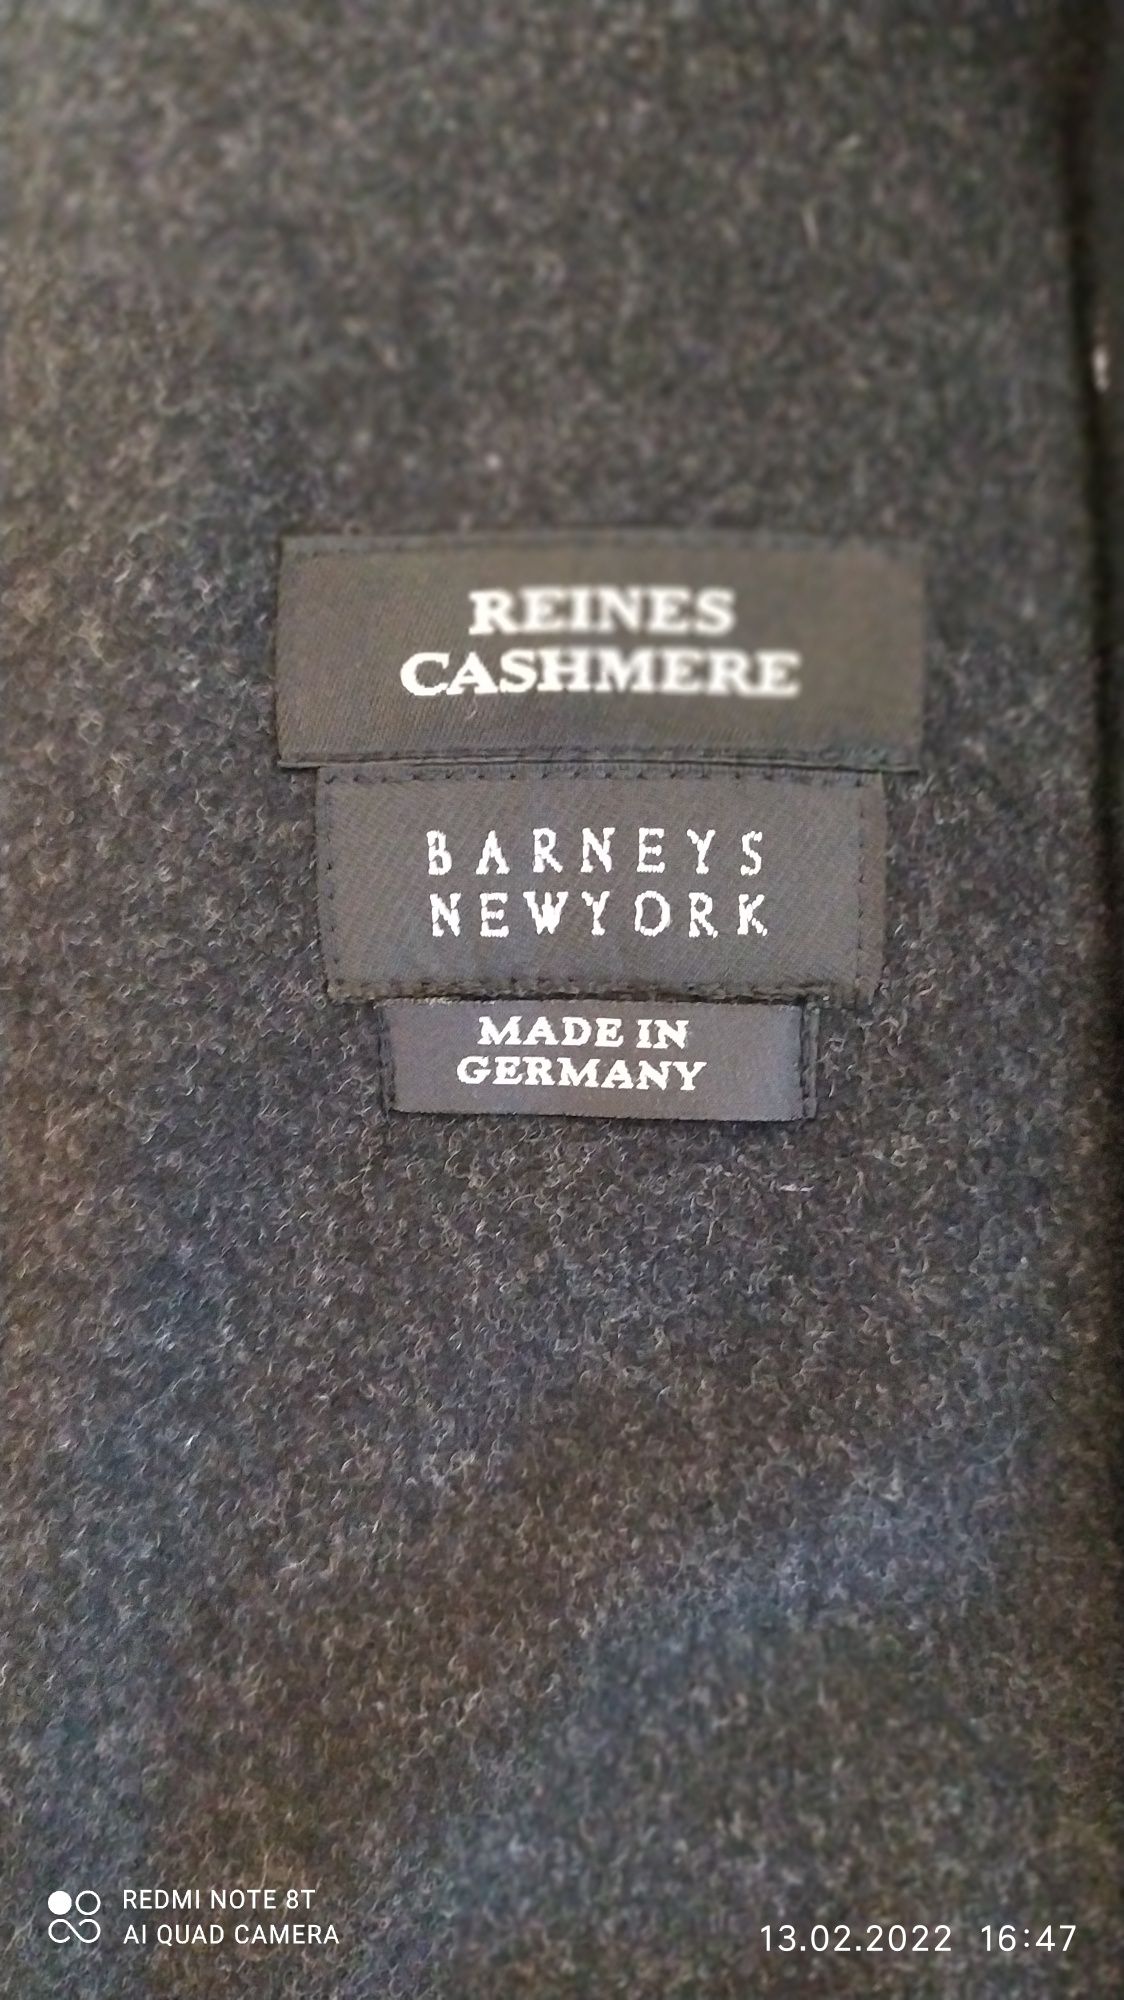 REINES
CASHMERE
BARNEYS
NEWYORK
MADE IN
GERMANY
REDMI NOTE 8T
AI QUAD CAMERA
13.02.2022 16:47